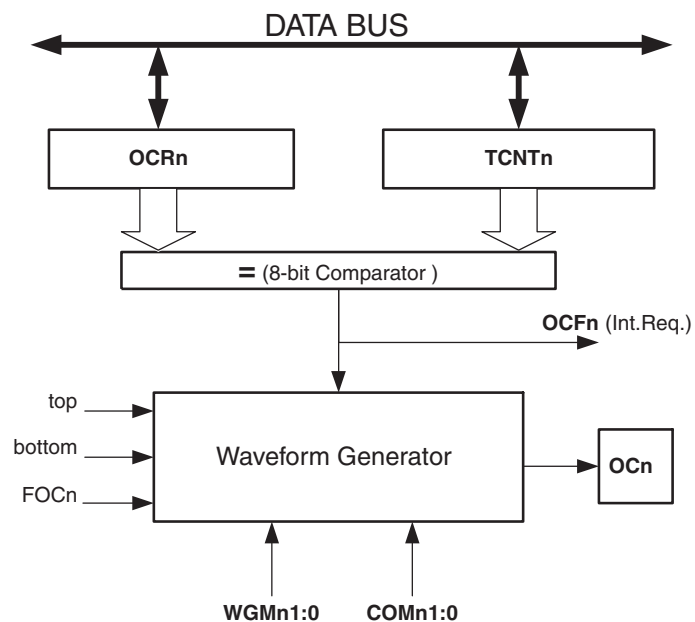 DATA BUS
OCRn
TCNTn
= (8-bit Comparator )
OCFn (Int.Req.)
top
bottom
FOCn
Waveform Generator
OCn
WGMn1:0
COMn1:0